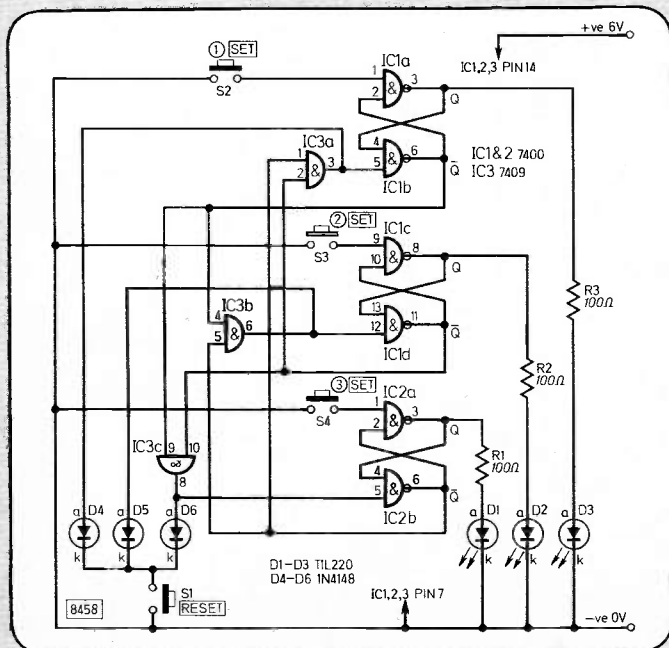 +ve 6V
① SET
IC1a
IC1,2,3 PIN14
S2
1
2
3
Q
IC3a
1
2
3
4
5
6
Q̄
IC1b
IC1&2 7400
IC3 7409
② SET
IC1c
S3
9
10
8
Q
IC3b
4
5
6
13
12
11
Q̄
IC1d
R3
100Ω
③ SET
IC2a
S4
1
2
3
Q
R2
100Ω
IC3c
9
10
8
4
5
6
Q̄
IC2b
R1
100Ω
a D4
k
a D5
k
a D6
k
a D1
k
a D2
k
a D3
k
D1-D3 TIL220
D4-D6 1N4148
S1
RESET
8458
IC1,2,3 PIN7
-ve 0V
&
&
&
&
&
&
&
&
&